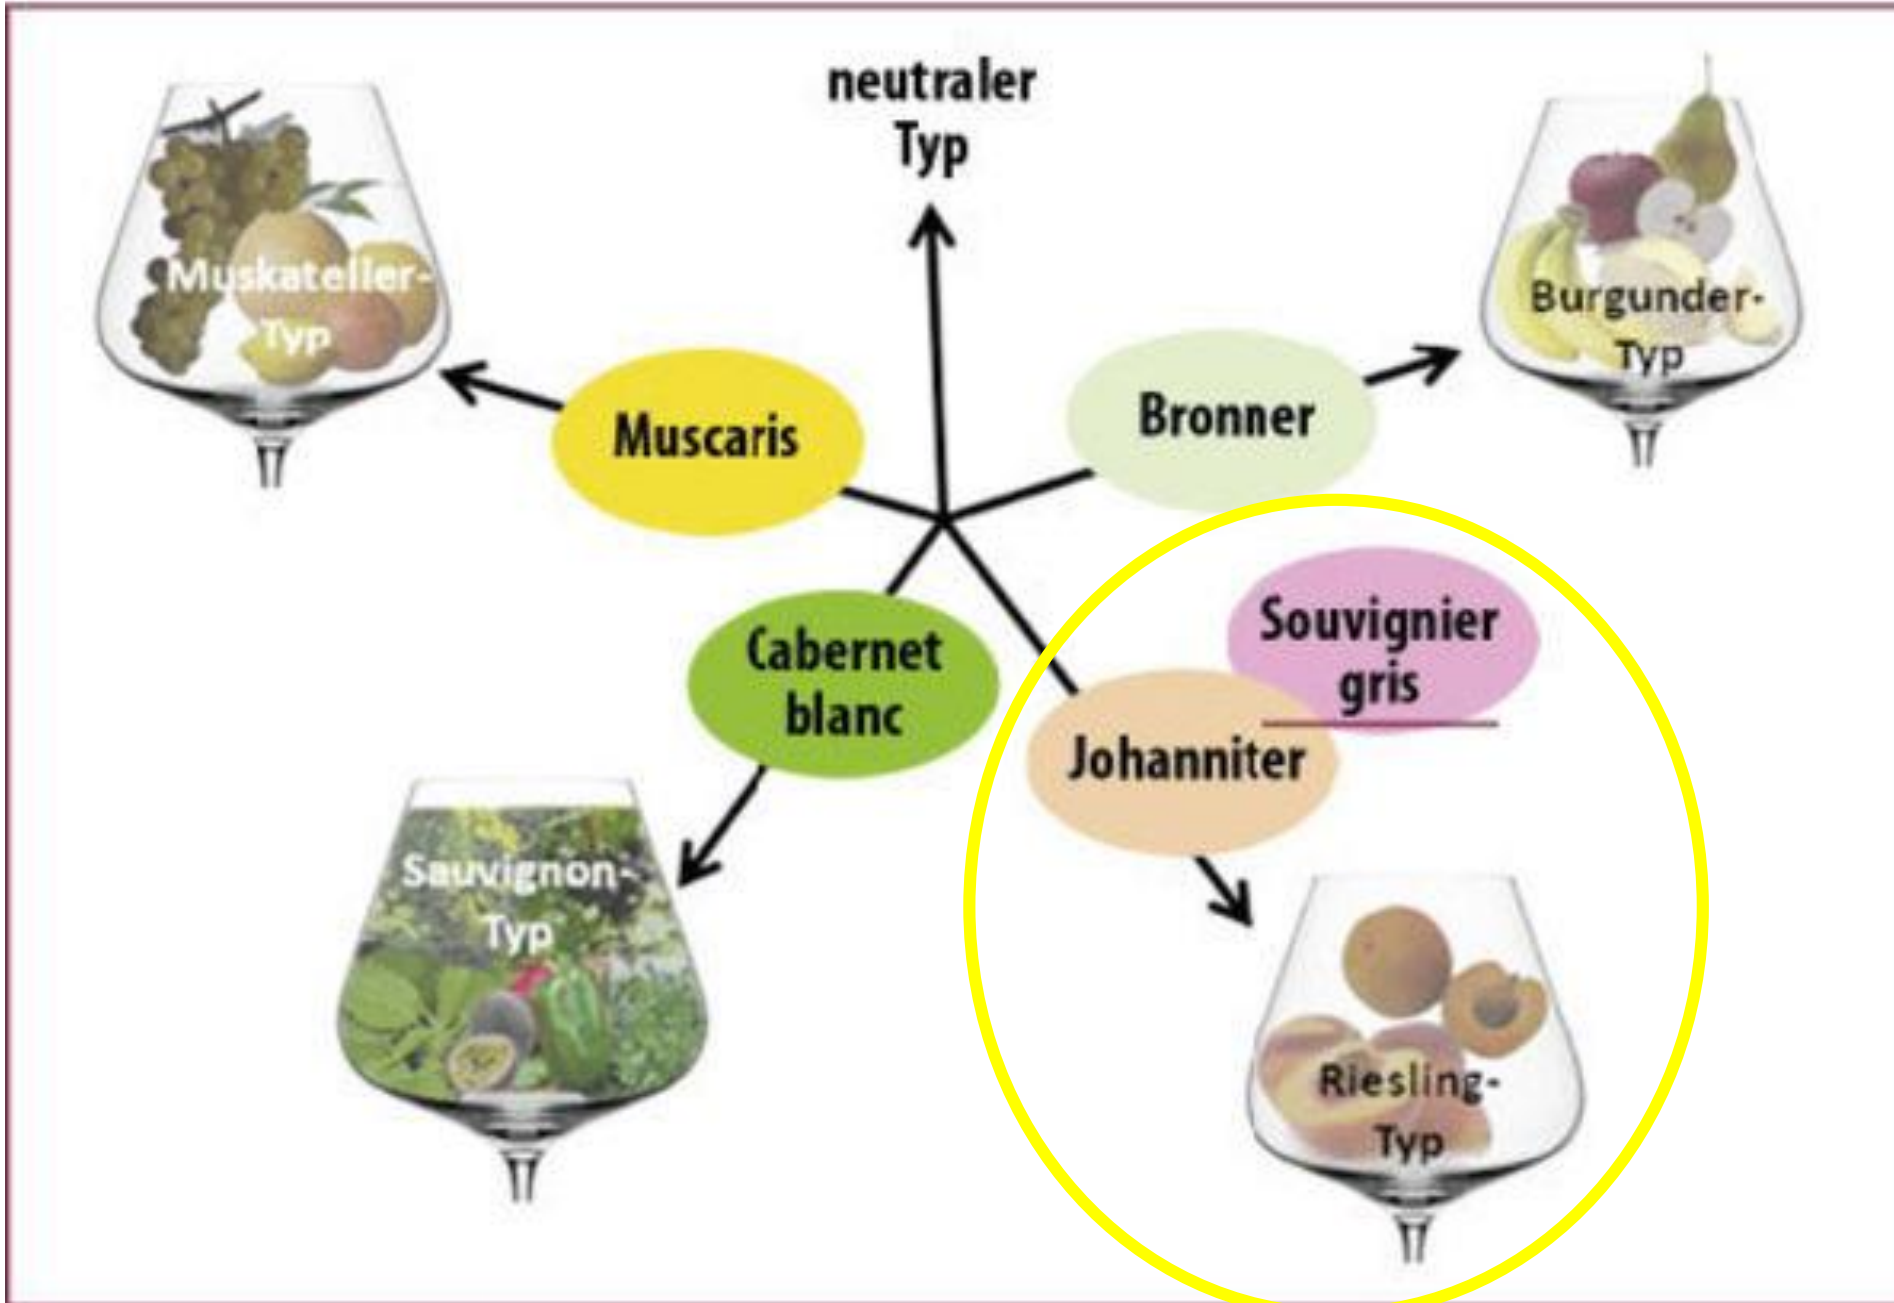 neutraler
Typ
Muskateller-
Typ
Burgunder-
Typ
Muscaris
Bronner
Cabernet
blanc
Souvignier
gris
Johanniter
Sauvignon-
Typ
Riesling-
Typ